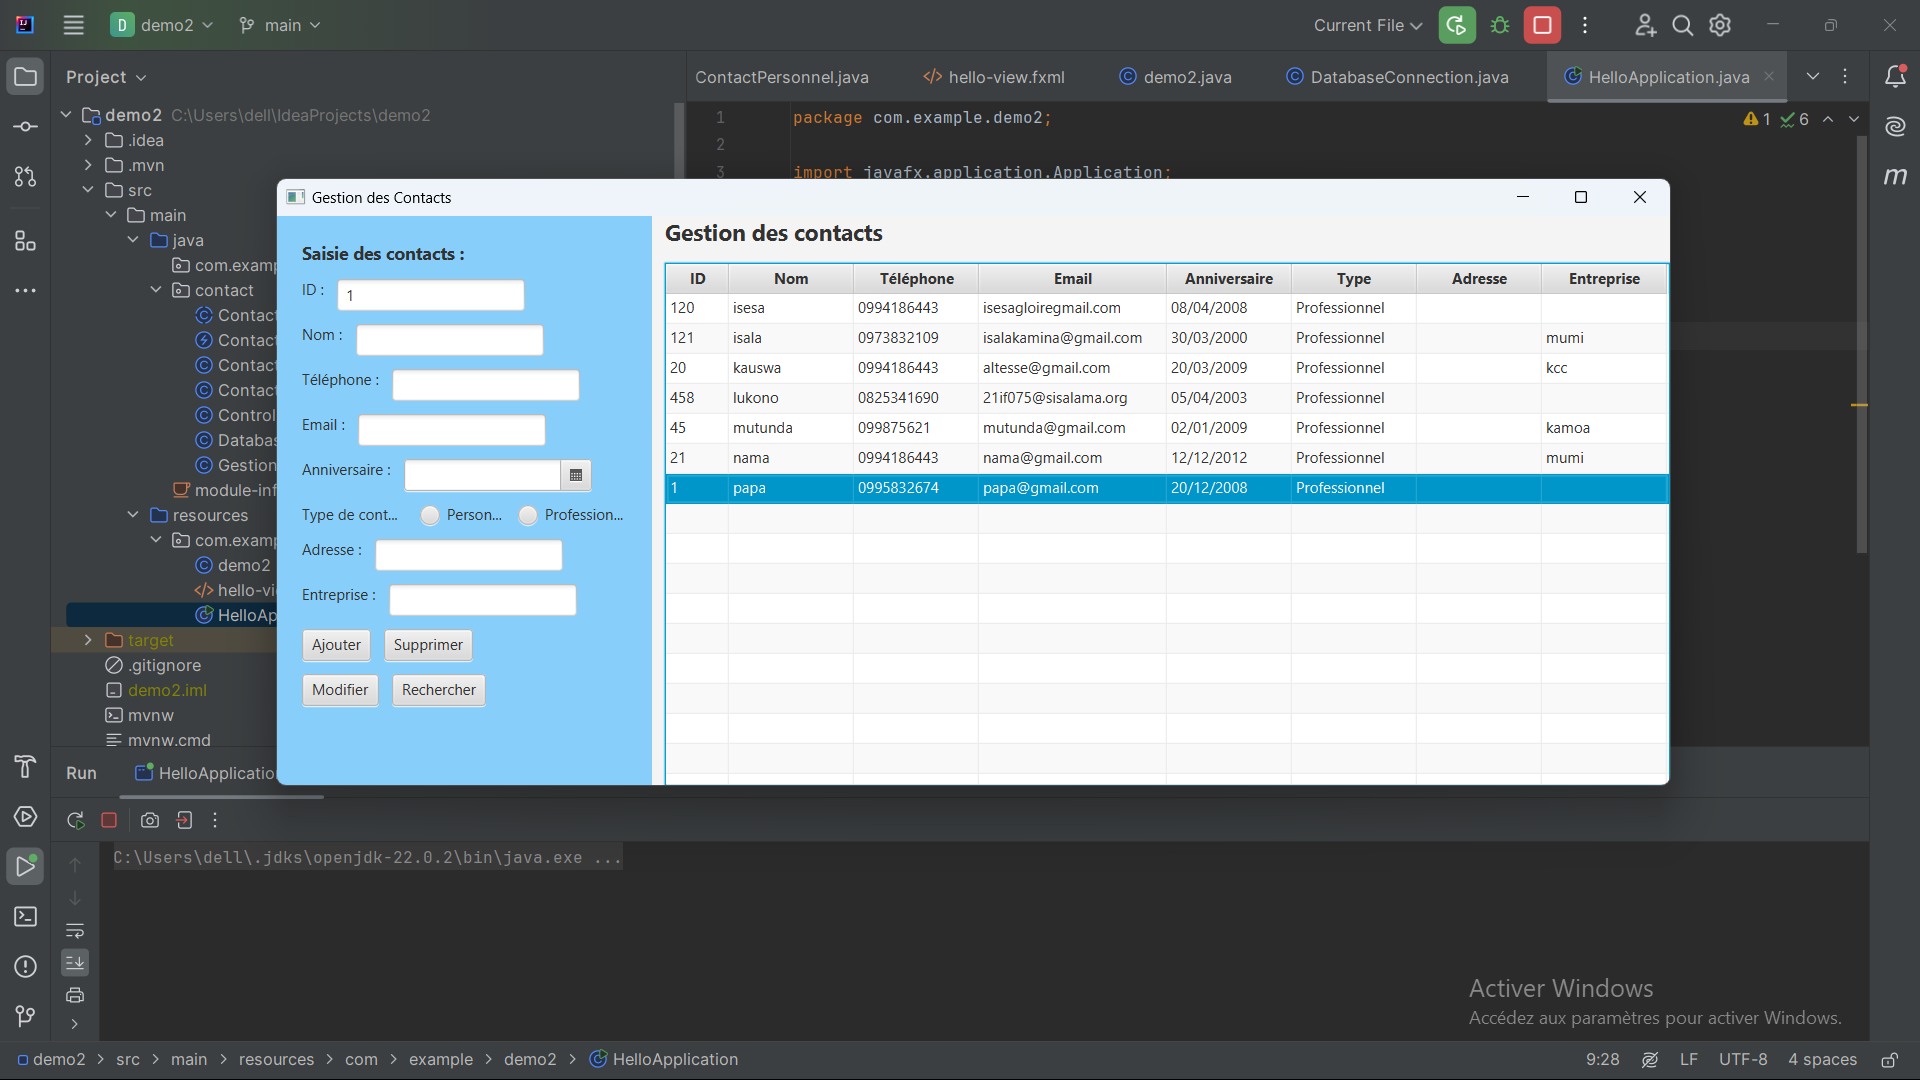 D demo2 main
Current File
Project
ContactPersonnel.java hello-view.fxml demo2.java DatabaseConnection.java HelloApplication.java
demo2 C:\Users\dell\IdeaProjects\demo2
1 package com.example.demo2;
1 6
.idea
2
.mvn
3 import javafx.application.Application;
src
main
java
com.examp
contact
Contac
Contac
Contac
Contac
Control
Databas
Gestion
module-inf
resources
com.examp
demo2
hello-vi
HelloAp
target
.gitignore
demo2.iml
mvnw
mvnw.cmd
m
Gestion des Contacts
Saisie des contacts :
ID : 1
Nom :
Téléphone :
Email :
Anniversaire :
Type de cont... Person... Profession...
Adresse :
Entreprise :
Ajouter Supprimer
Modifier Rechercher
Gestion des contacts
ID Nom Téléphone Email Anniversaire Type Adresse Entreprise
120 isesa 0994186443 isesagloiregmail.com 08/04/2008 Professionnel
121 isala 0973832109 isalakamina@gmail.com 30/03/2000 Professionnel mumi
20 kauswa 0994186443 altesse@gmail.com 20/03/2009 Professionnel kcc
458 lukono 0825341690 21if075@sisalama.org 05/04/2003 Professionnel
45 mutunda 099875621 mutunda@gmail.com 02/01/2009 Professionnel kamoa
21 nama 0994186443 nama@gmail.com 12/12/2012 Professionnel mumi
1 papa 0995832674 papa@gmail.com 20/12/2008 Professionnel
Run HelloApplicatio
C:\Users\dell\.jdks\openjdk-22.0.2\bin\java.exe ...
Activer Windows
Accédez aux paramètres pour activer Windows.
demo2 > src > main > resources > com > example > demo2 > HelloApplication
9:28 LF UTF-8 4 spaces